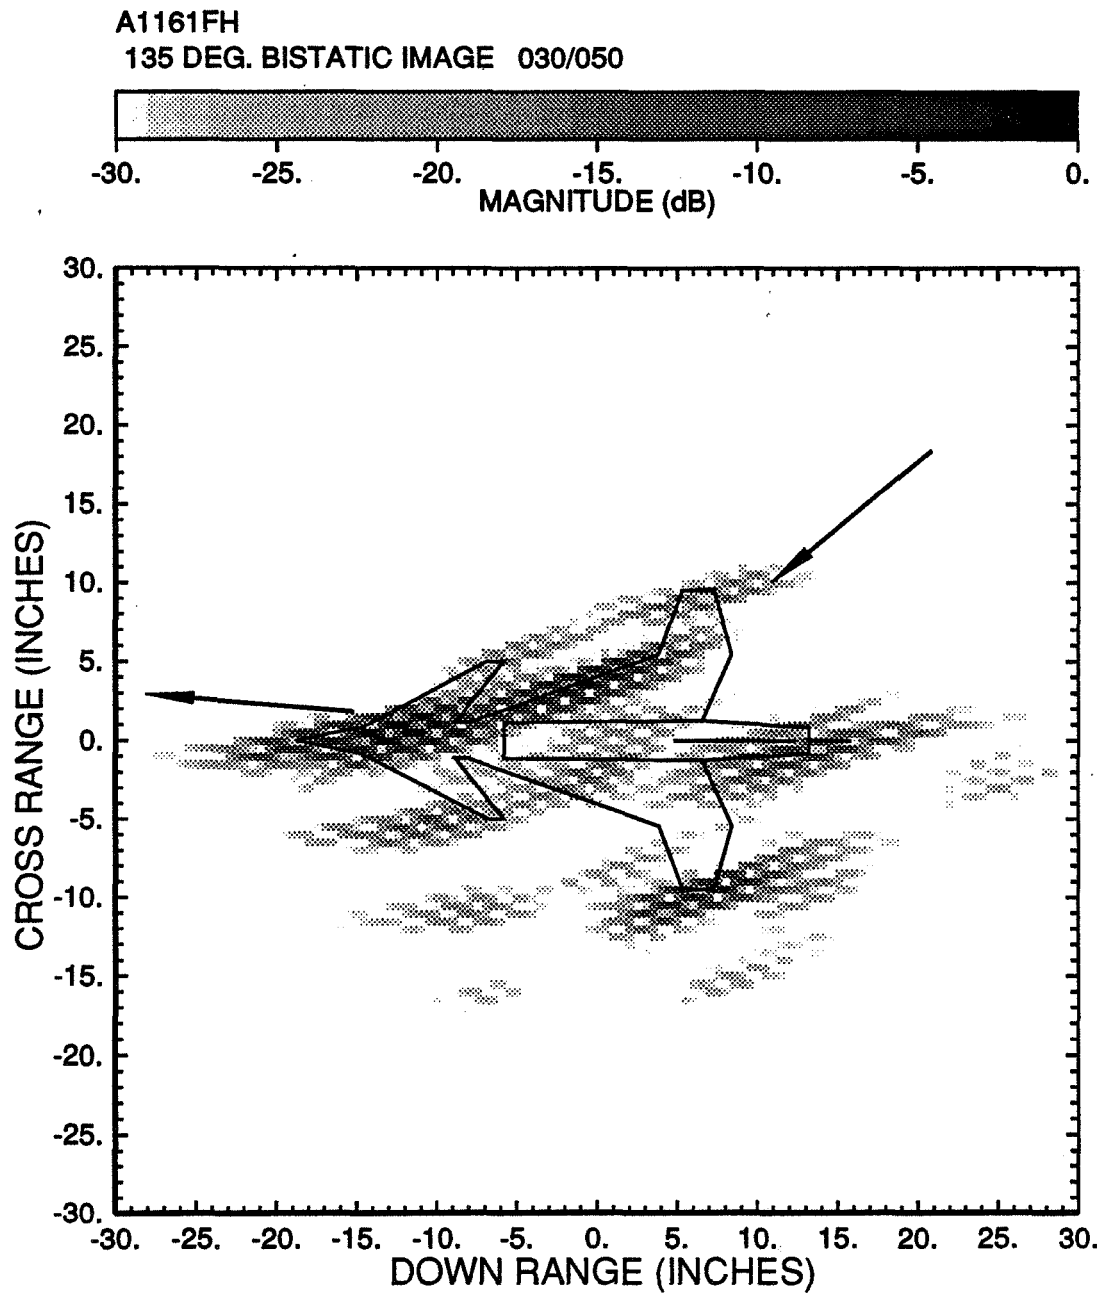 A1161FH
135 DEG. BISTATIC IMAGE 030/050
-30. -25. -20. -15. -10. -5. 0.
MAGNITUDE (dB)
30.
25.
20.
15.
10.
5.
0.
-5.
-10.
-15.
-20.
-25.
-30.
CROSS RANGE (INCHES)
-30. -25. -20. -15. -10. -5. 0. 5. 10. 15. 20. 25. 30.
DOWN RANGE (INCHES)